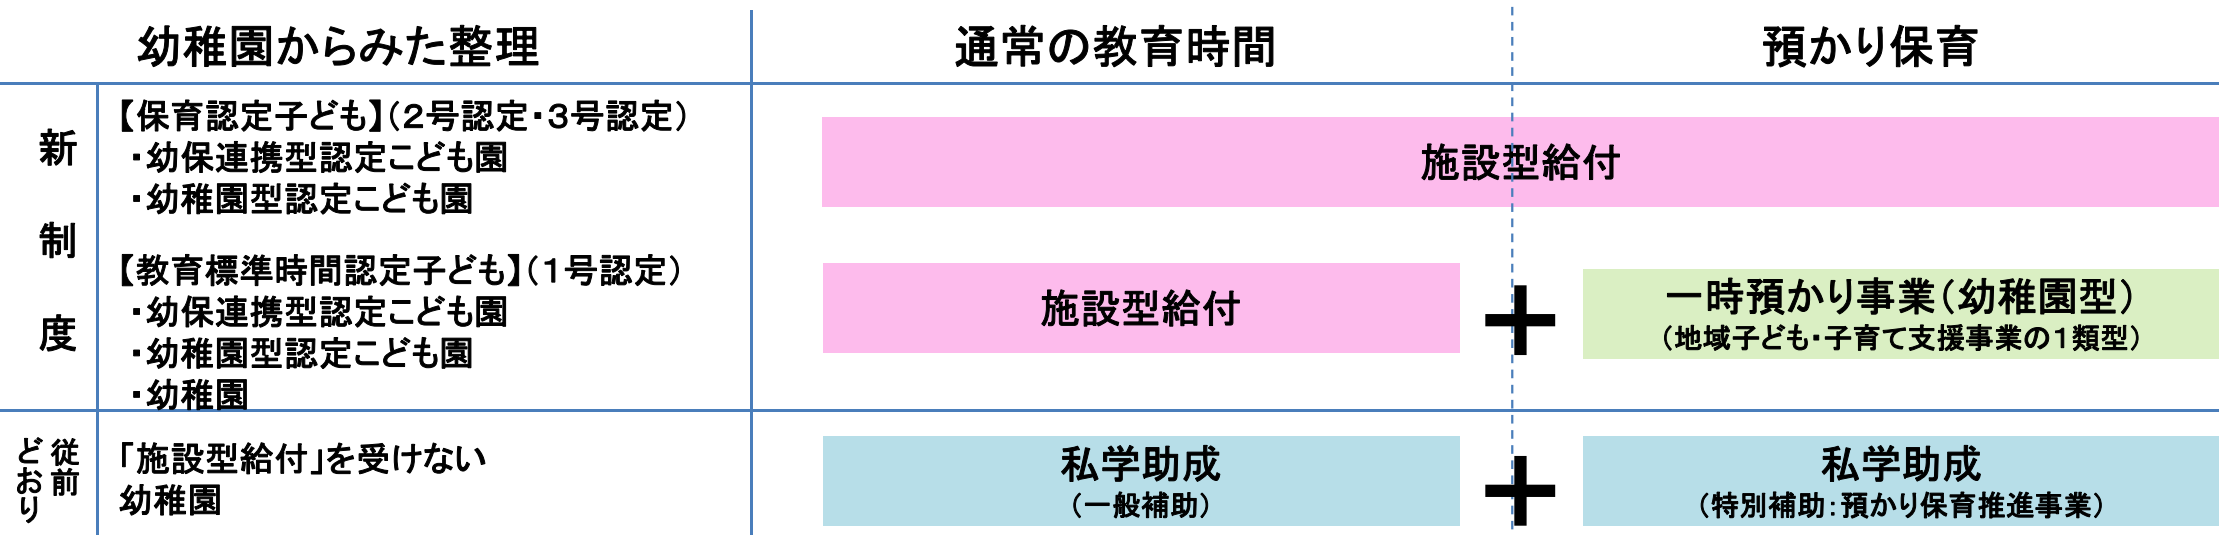 幼稚園からみた整理
通常の教育時間
預かり保育
新制度
【保育認定子ども】(２号認定・３号認定)
・幼保連携型認定こども園
・幼稚園型認定こども園
施設型給付
【教育標準時間認定子ども】(１号認定)
・幼保連携型認定こども園
・幼稚園型認定こども園
・幼稚園
施設型給付
＋
一時預かり事業(幼稚園型)
(地域子ども・子育て支援事業の１類型)
従前
どおり
「施設型給付」を受けない
幼稚園
私学助成
(一般補助)
＋
私学助成
(特別補助：預かり保育推進事業)